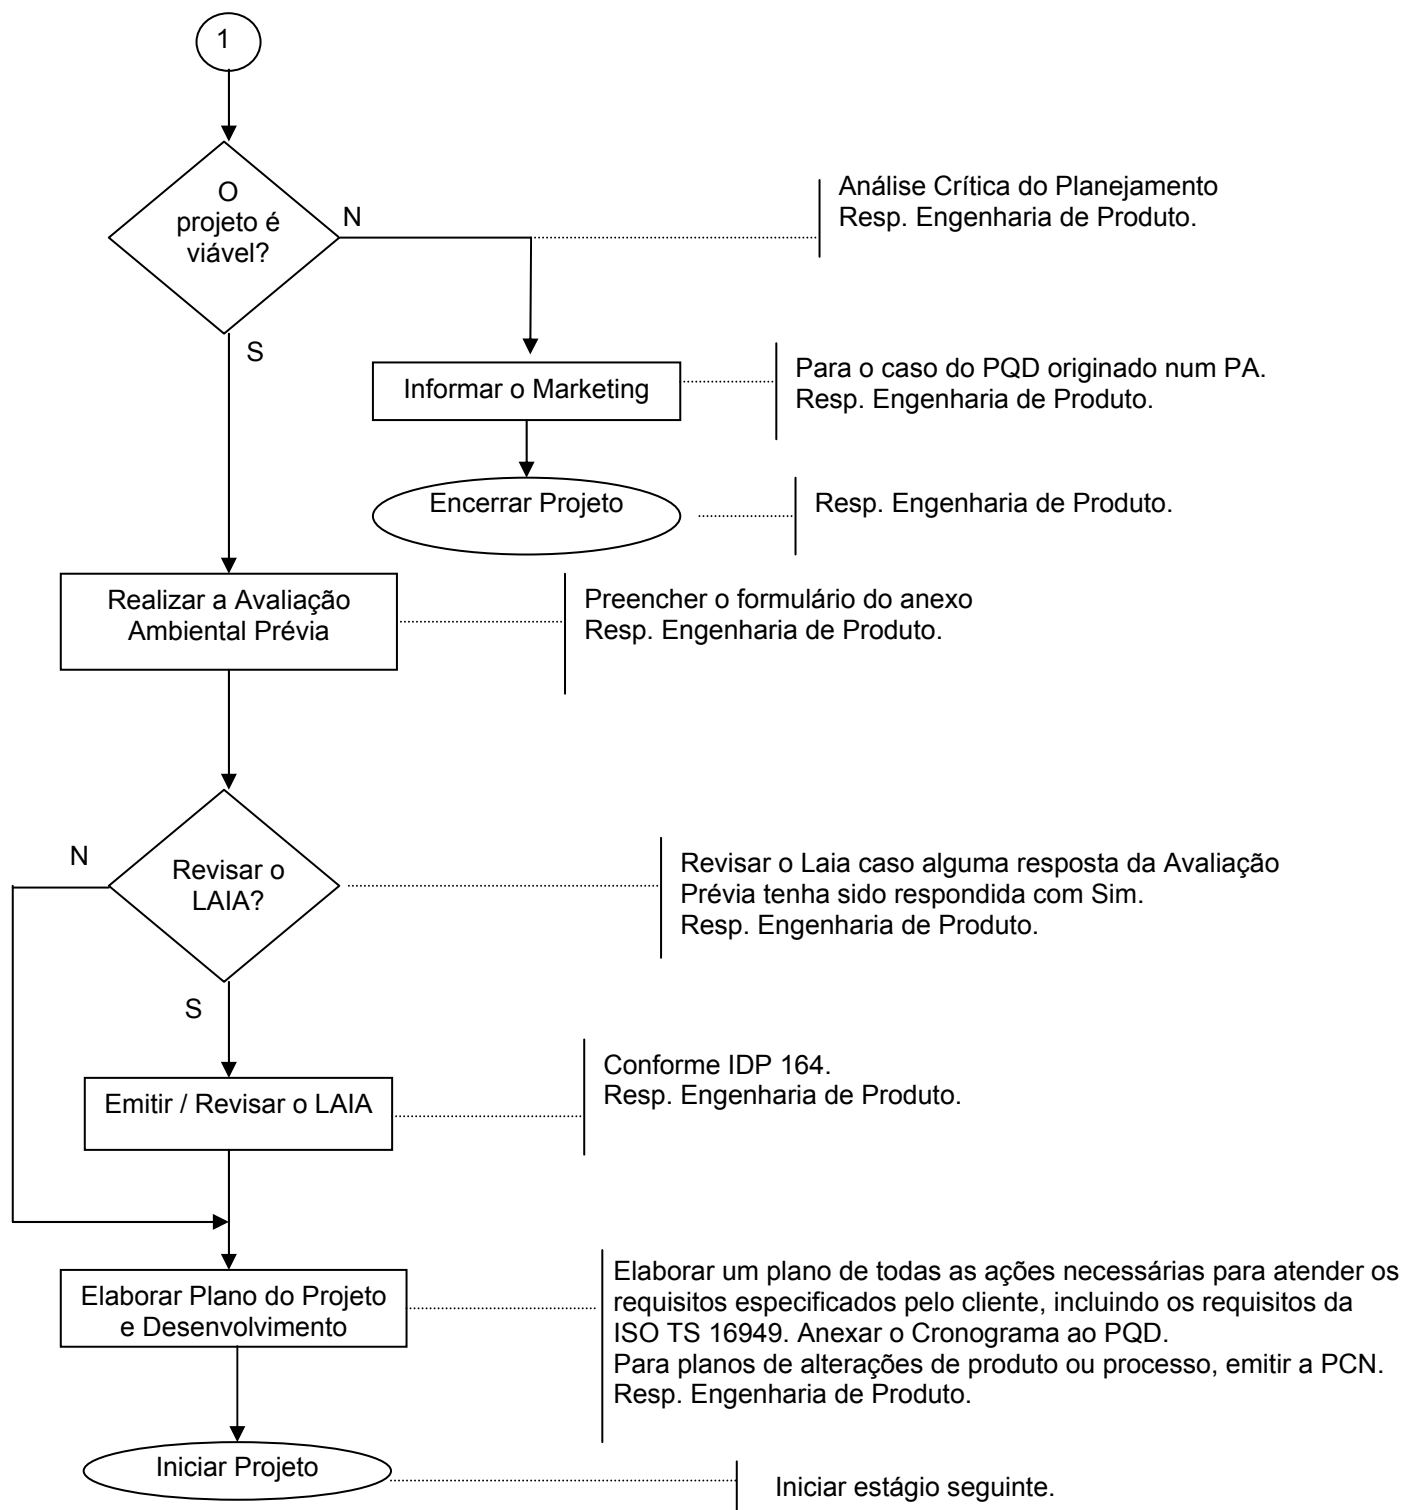 1
O
projeto é
viável?
N
Análise Crítica do Planejamento
Resp. Engenharia de Produto.
S
Informar o Marketing
Para o caso do PQD originado num PA.
Resp. Engenharia de Produto.
Encerrar Projeto
Resp. Engenharia de Produto.
Realizar a Avaliação
Ambiental Prévia
Preencher o formulário do anexo
Resp. Engenharia de Produto.
N
Revisar o
LAIA?
Revisar o Laia caso alguma resposta da Avaliação
Prévia tenha sido respondida com Sim.
Resp. Engenharia de Produto.
S
Emitir / Revisar o LAIA
Conforme IDP 164.
Resp. Engenharia de Produto.
Elaborar Plano do Projeto
e Desenvolvimento
Elaborar um plano de todas as ações necessárias para atender os
requisitos especificados pelo cliente, incluindo os requisitos da
ISO TS 16949. Anexar o Cronograma ao PQD.
Para planos de alterações de produto ou processo, emitir a PCN.
Resp. Engenharia de Produto.
Iniciar Projeto
Iniciar estágio seguinte.